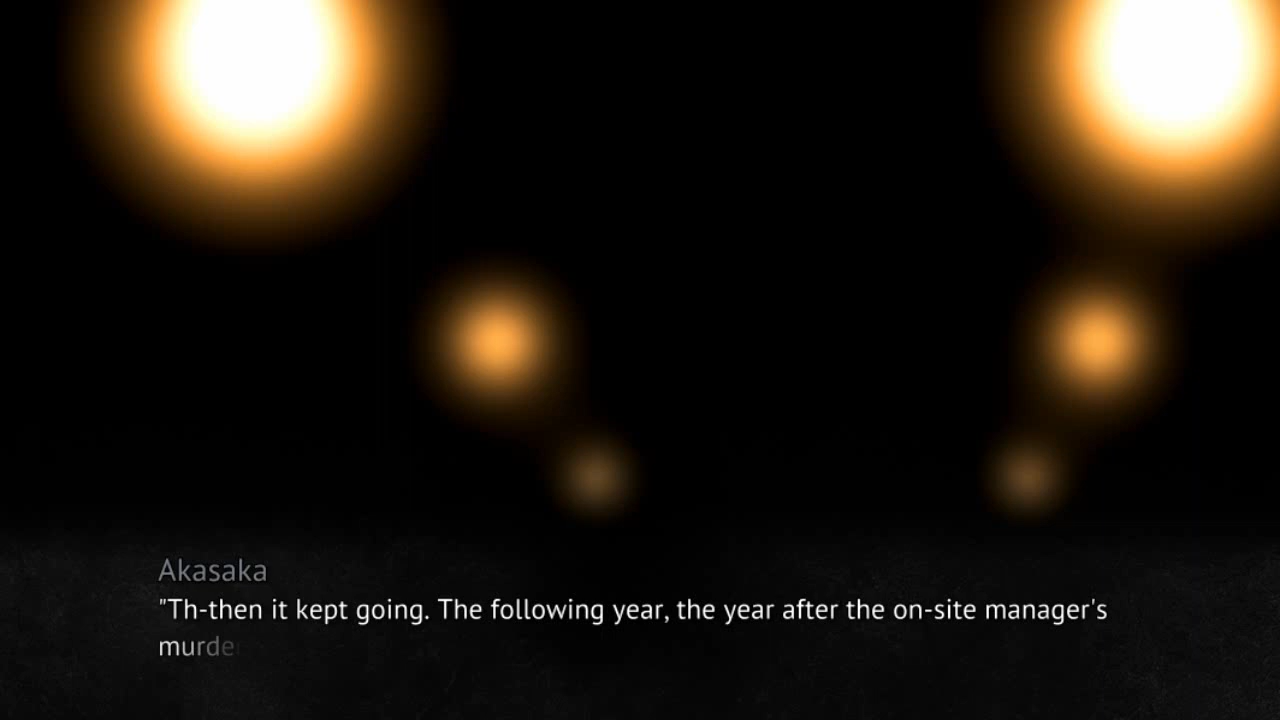 Akasaka
"Th-then it kept going. The following year, the year after the on-site manager's
murde